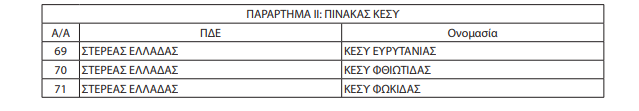 ΠΑΡΑΡΤΗΜΑ ΙΙ: ΠΙΝΑΚΑΣ ΚΕΣΥ
Α/Α ΠΔΕ Ονομασία
69 ΣΤΕΡΕΑΣ ΕΛΛΑΔΑΣ ΚΕΣΥ ΕΥΡΥΤΑΝΙΑΣ
70 ΣΤΕΡΕΑΣ ΕΛΛΑΔΑΣ ΚΕΣΥ ΦΘΙΩΤΙΔΑΣ
71 ΣΤΕΡΕΑΣ ΕΛΛΑΔΑΣ ΚΕΣΥ ΦΩΚΙΔΑΣ